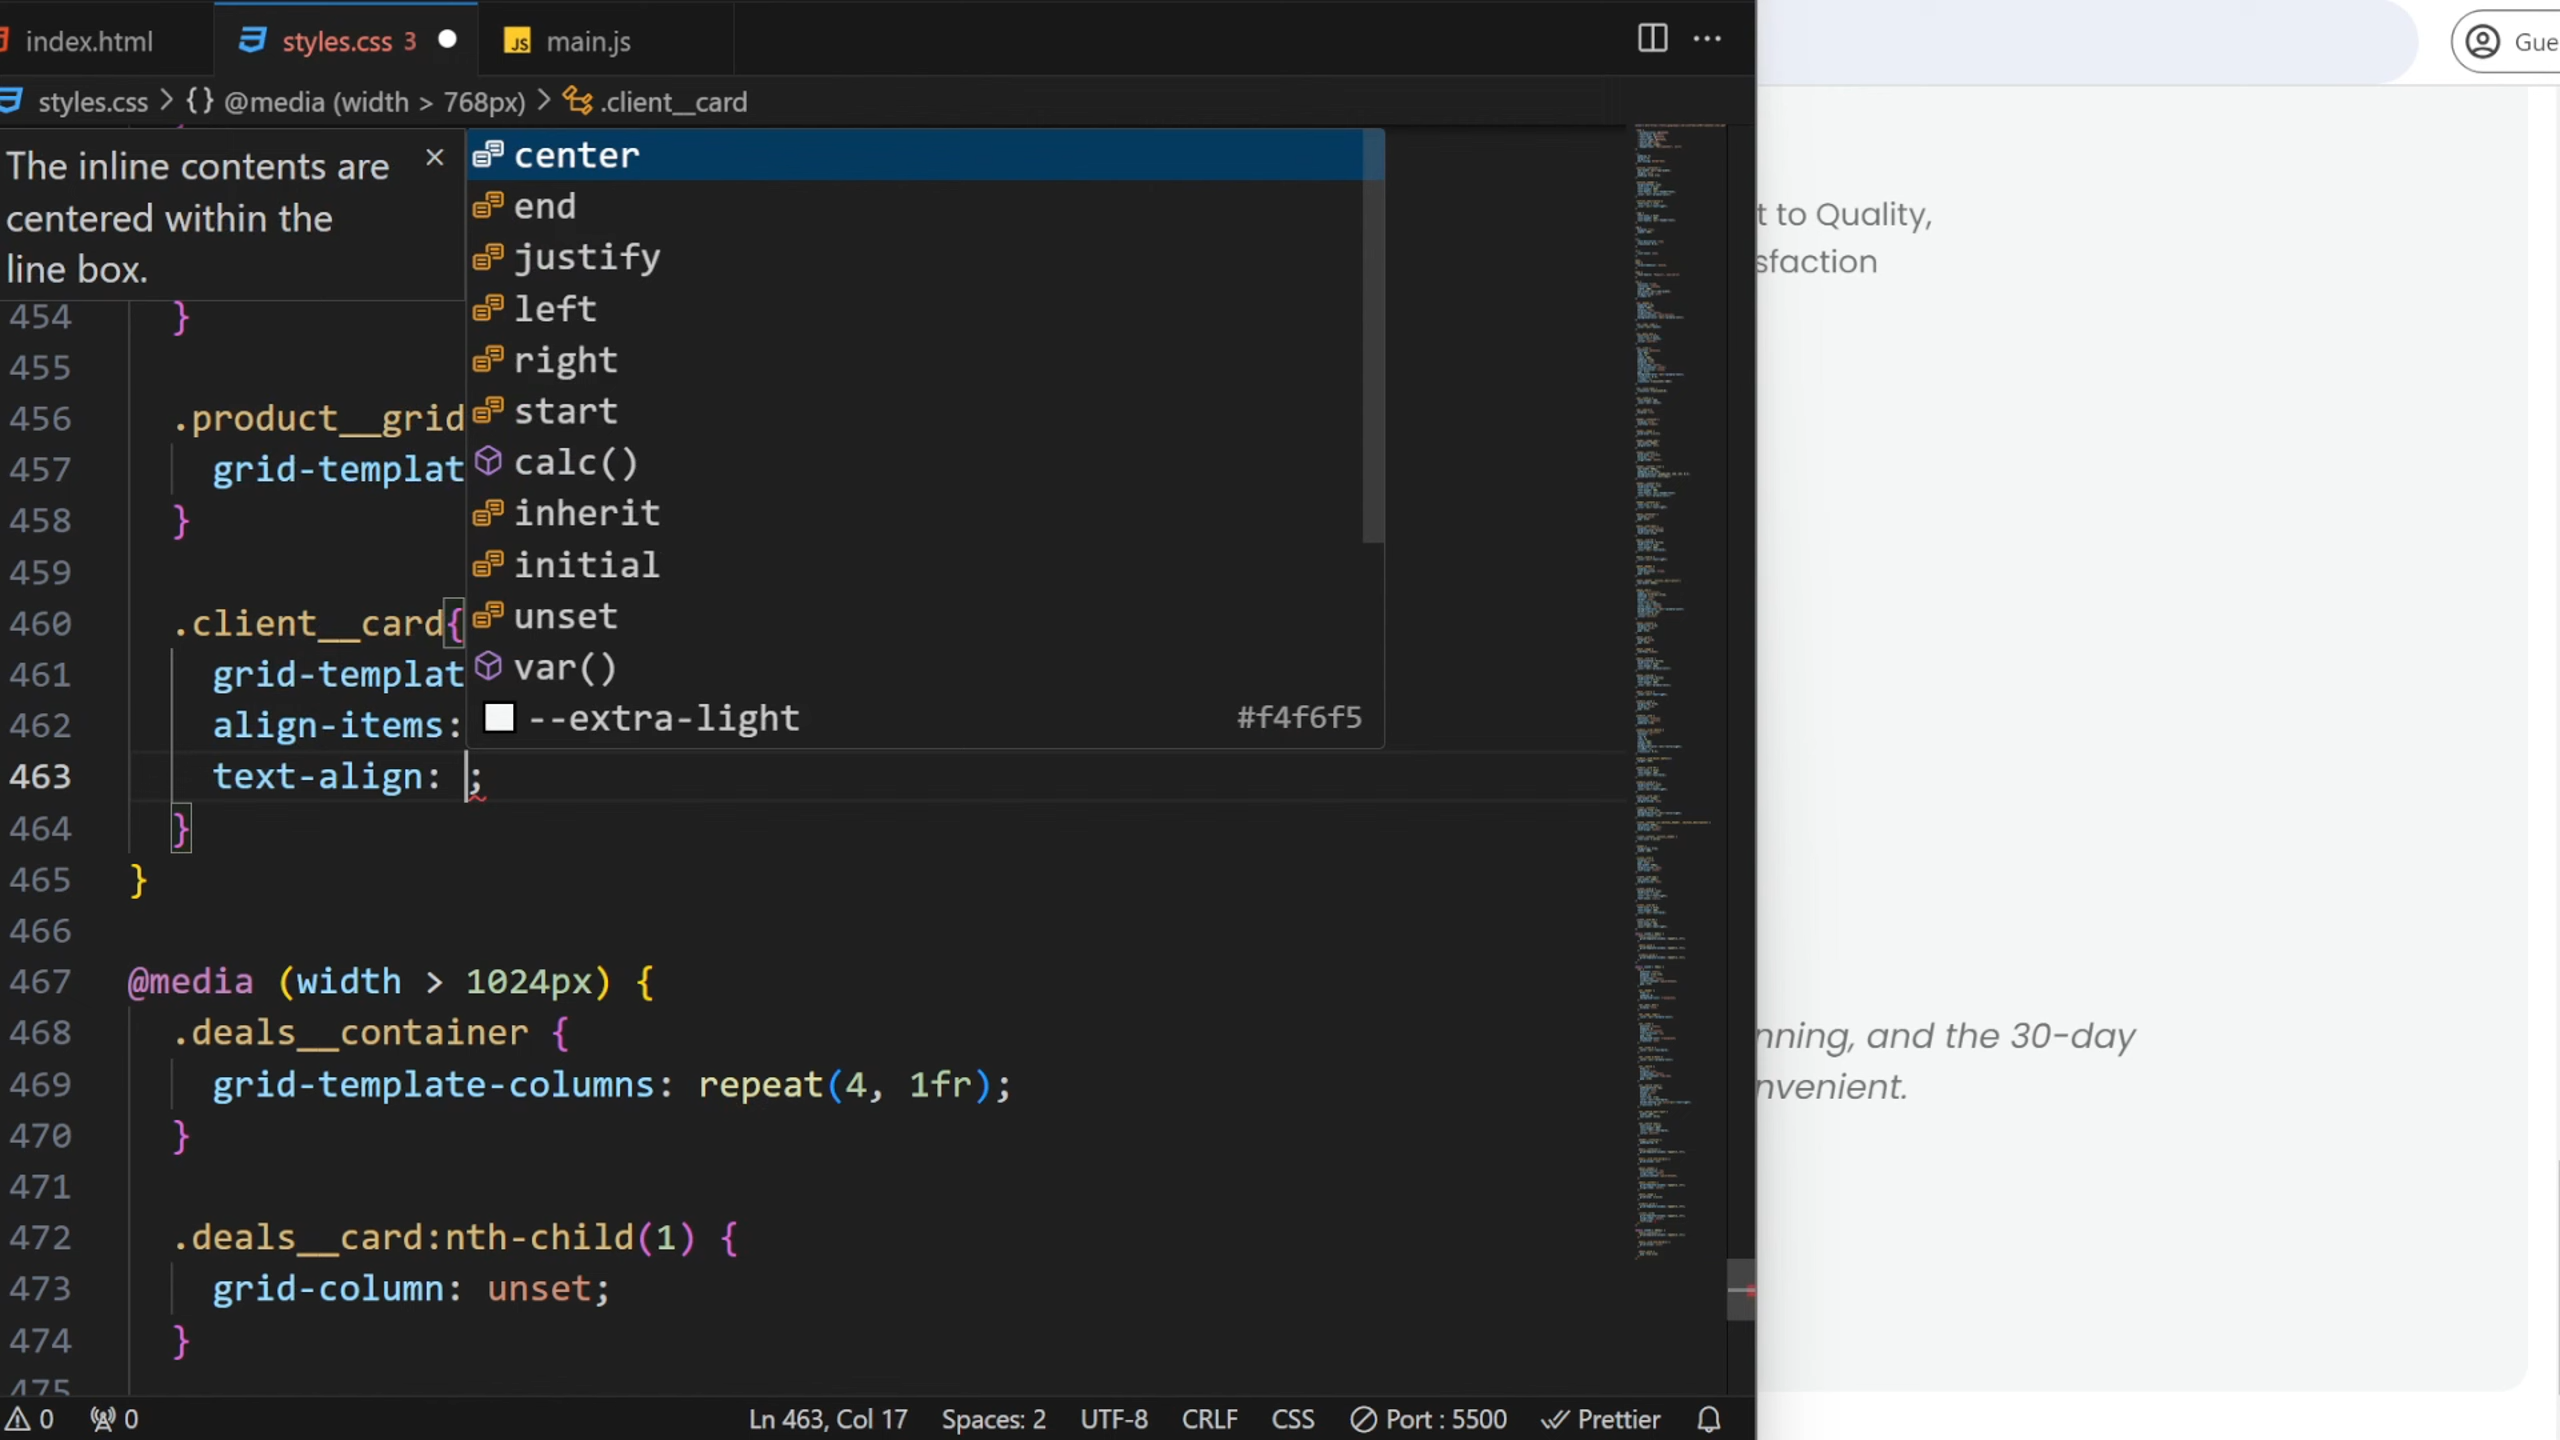 index.html
styles.css 3
main.js
Gue
styles.css > {} @media (width > 768px) > .client__card
The inline contents are
centered within the
line box.
center
end
justify
left
right
start
calc()
inherit
initial
unset
var()
--extra-light #f4f6f5
454 }
455
456 .product__grid
457 grid-templat
458 }
459
460 .client__card{
461 grid-templat
462 align-items:
463 text-align: ;
464 }
465 }
466
467 @media (width > 1024px) {
468 .deals__container {
469 grid-template-columns: repeat(4, 1fr);
470 }
471
472 .deals__card:nth-child(1) {
473 grid-column: unset;
474 }
475
t to Quality,
sfaction
nning, and the 30-day
nvenient.
0 0 Ln 463, Col 17 Spaces: 2 UTF-8 CRLF CSS Port : 5500 Prettier